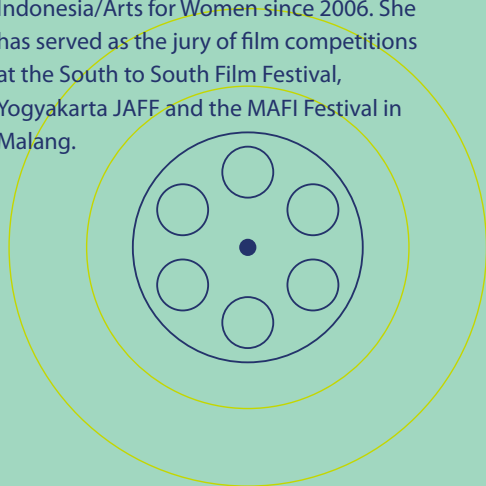 Indonesia/Arts for Women since 2006. She
has served as the jury of film competitions
at the South to South Film Festival,
Yogyakarta JAFF and the MAFI Festival in
Malang.